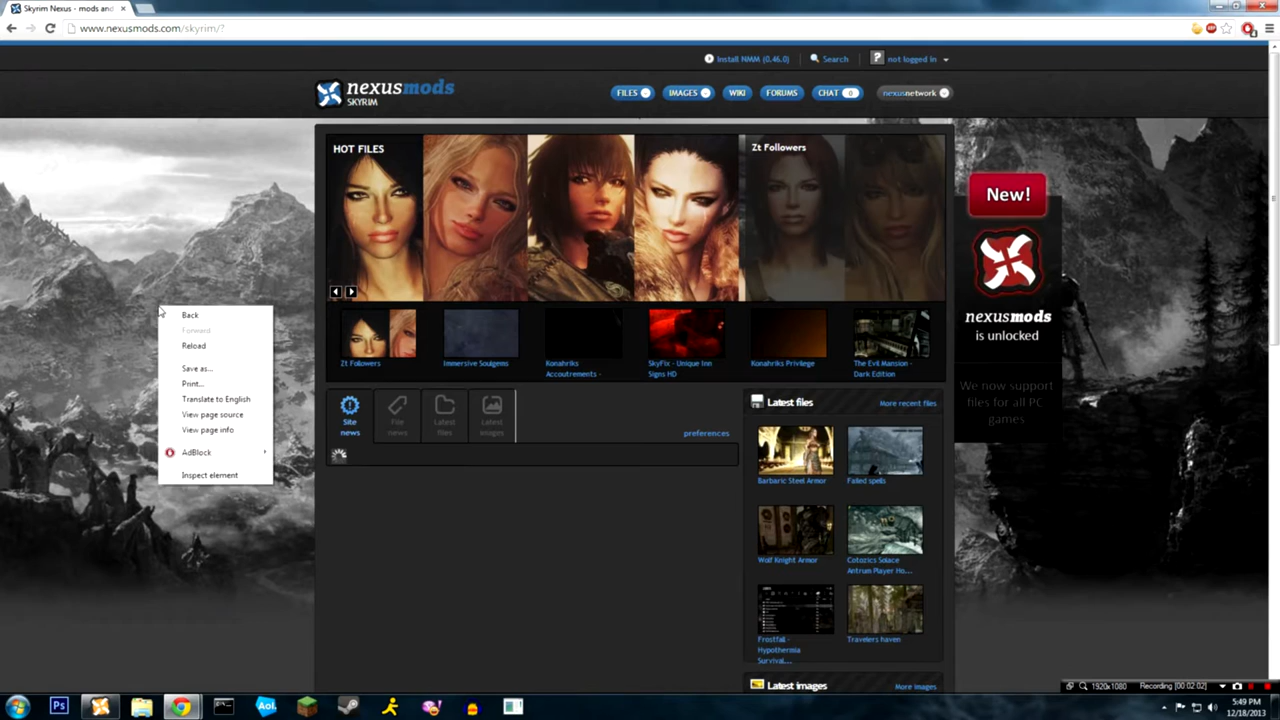 Skyrim Nexus - mods and
www.nexusmods.com/skyrim/?
Install NMM (0.46.0)
Search
?
not logged in
nexusmods
SKYRIM
FILES
IMAGES
WIKI
FORUMS
CHAT 0
nexusnetwork
HOT FILES
Zt Followers
New!
nexusmods
is unlocked
We now support
files for all PC
games
Back
Forward
Reload
Save as...
Print...
Translate to English
View page source
View page info
AdBlock
Inspect element
Zt Followers
Immersive Soulgems
Konahriks
Accoutrements -
SkyFix - Unique Inn
Signs HD
Konahriks Privilege
The Evil Mansion -
Dark Edition
Site
news
File
news
Latest
files
Latest
images
preferences
Latest files
More recent files
Barbaric Steel Armor
Failed spells
Wolf Knight Armor
Cotozics Solace
Antrum Player Ho...
Frostfall -
Hypothermia
Survival...
Travelers haven
Latest images
More images
Ps
Aol.
1920x1080
Recording [00:02:02]
5:49 PM
12/18/2013